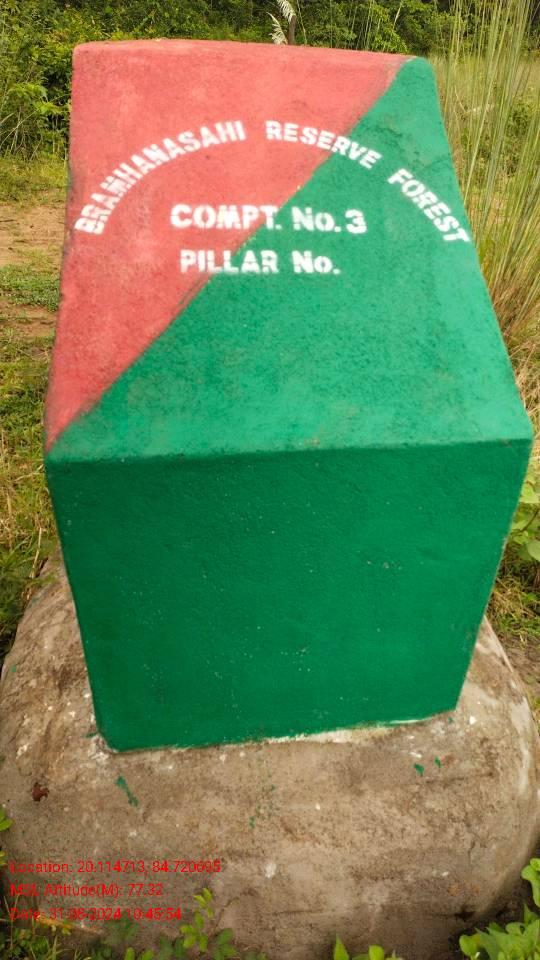 BRAMHANASAHI RESERVE FOREST
COMPT. No.3
PILLAR No.
Location: 20.114713, 84.720695
MSL Altitude(M): 77.32
Date: 31-08-2024 10:45:54